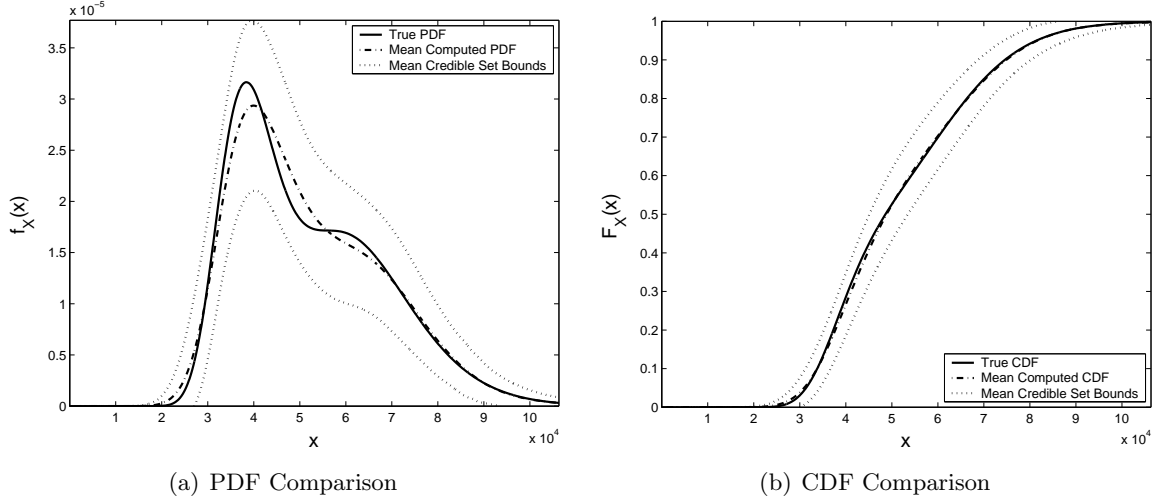 x 10⁻⁵
True PDF
Mean Computed PDF
Mean Credible Set Bounds
3.5
3
2.5
2
1.5
1
0.5
0
f_X(x)
1 2 3 4 5 6 7 8 9 10
x 10⁴
x
(a) PDF Comparison
1
0.9
0.8
0.7
0.6
0.5
0.4
0.3
0.2
0.1
0
F_X(x)
True CDF
Mean Computed CDF
Mean Credible Set Bounds
1 2 3 4 5 6 7 8 9 10
x 10⁴
x
(b) CDF Comparison